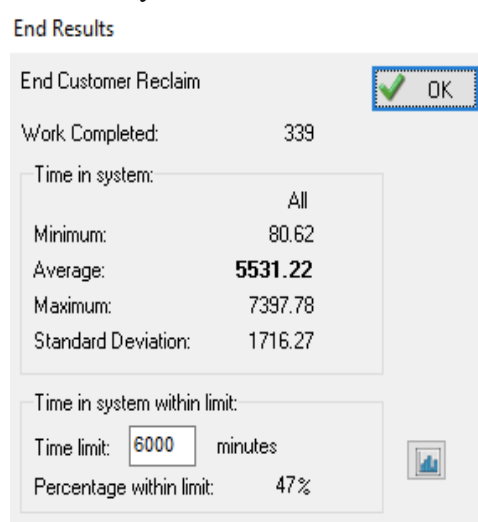 End Results
End Customer Reclaim
OK
Work Completed: 339
Time in system:
All
Minimum: 80.62
Average: 5531.22
Maximum: 7397.78
Standard Deviation: 1716.27
Time in system within limit:
Time limit: 6000 minutes
Percentage within limit: 47%